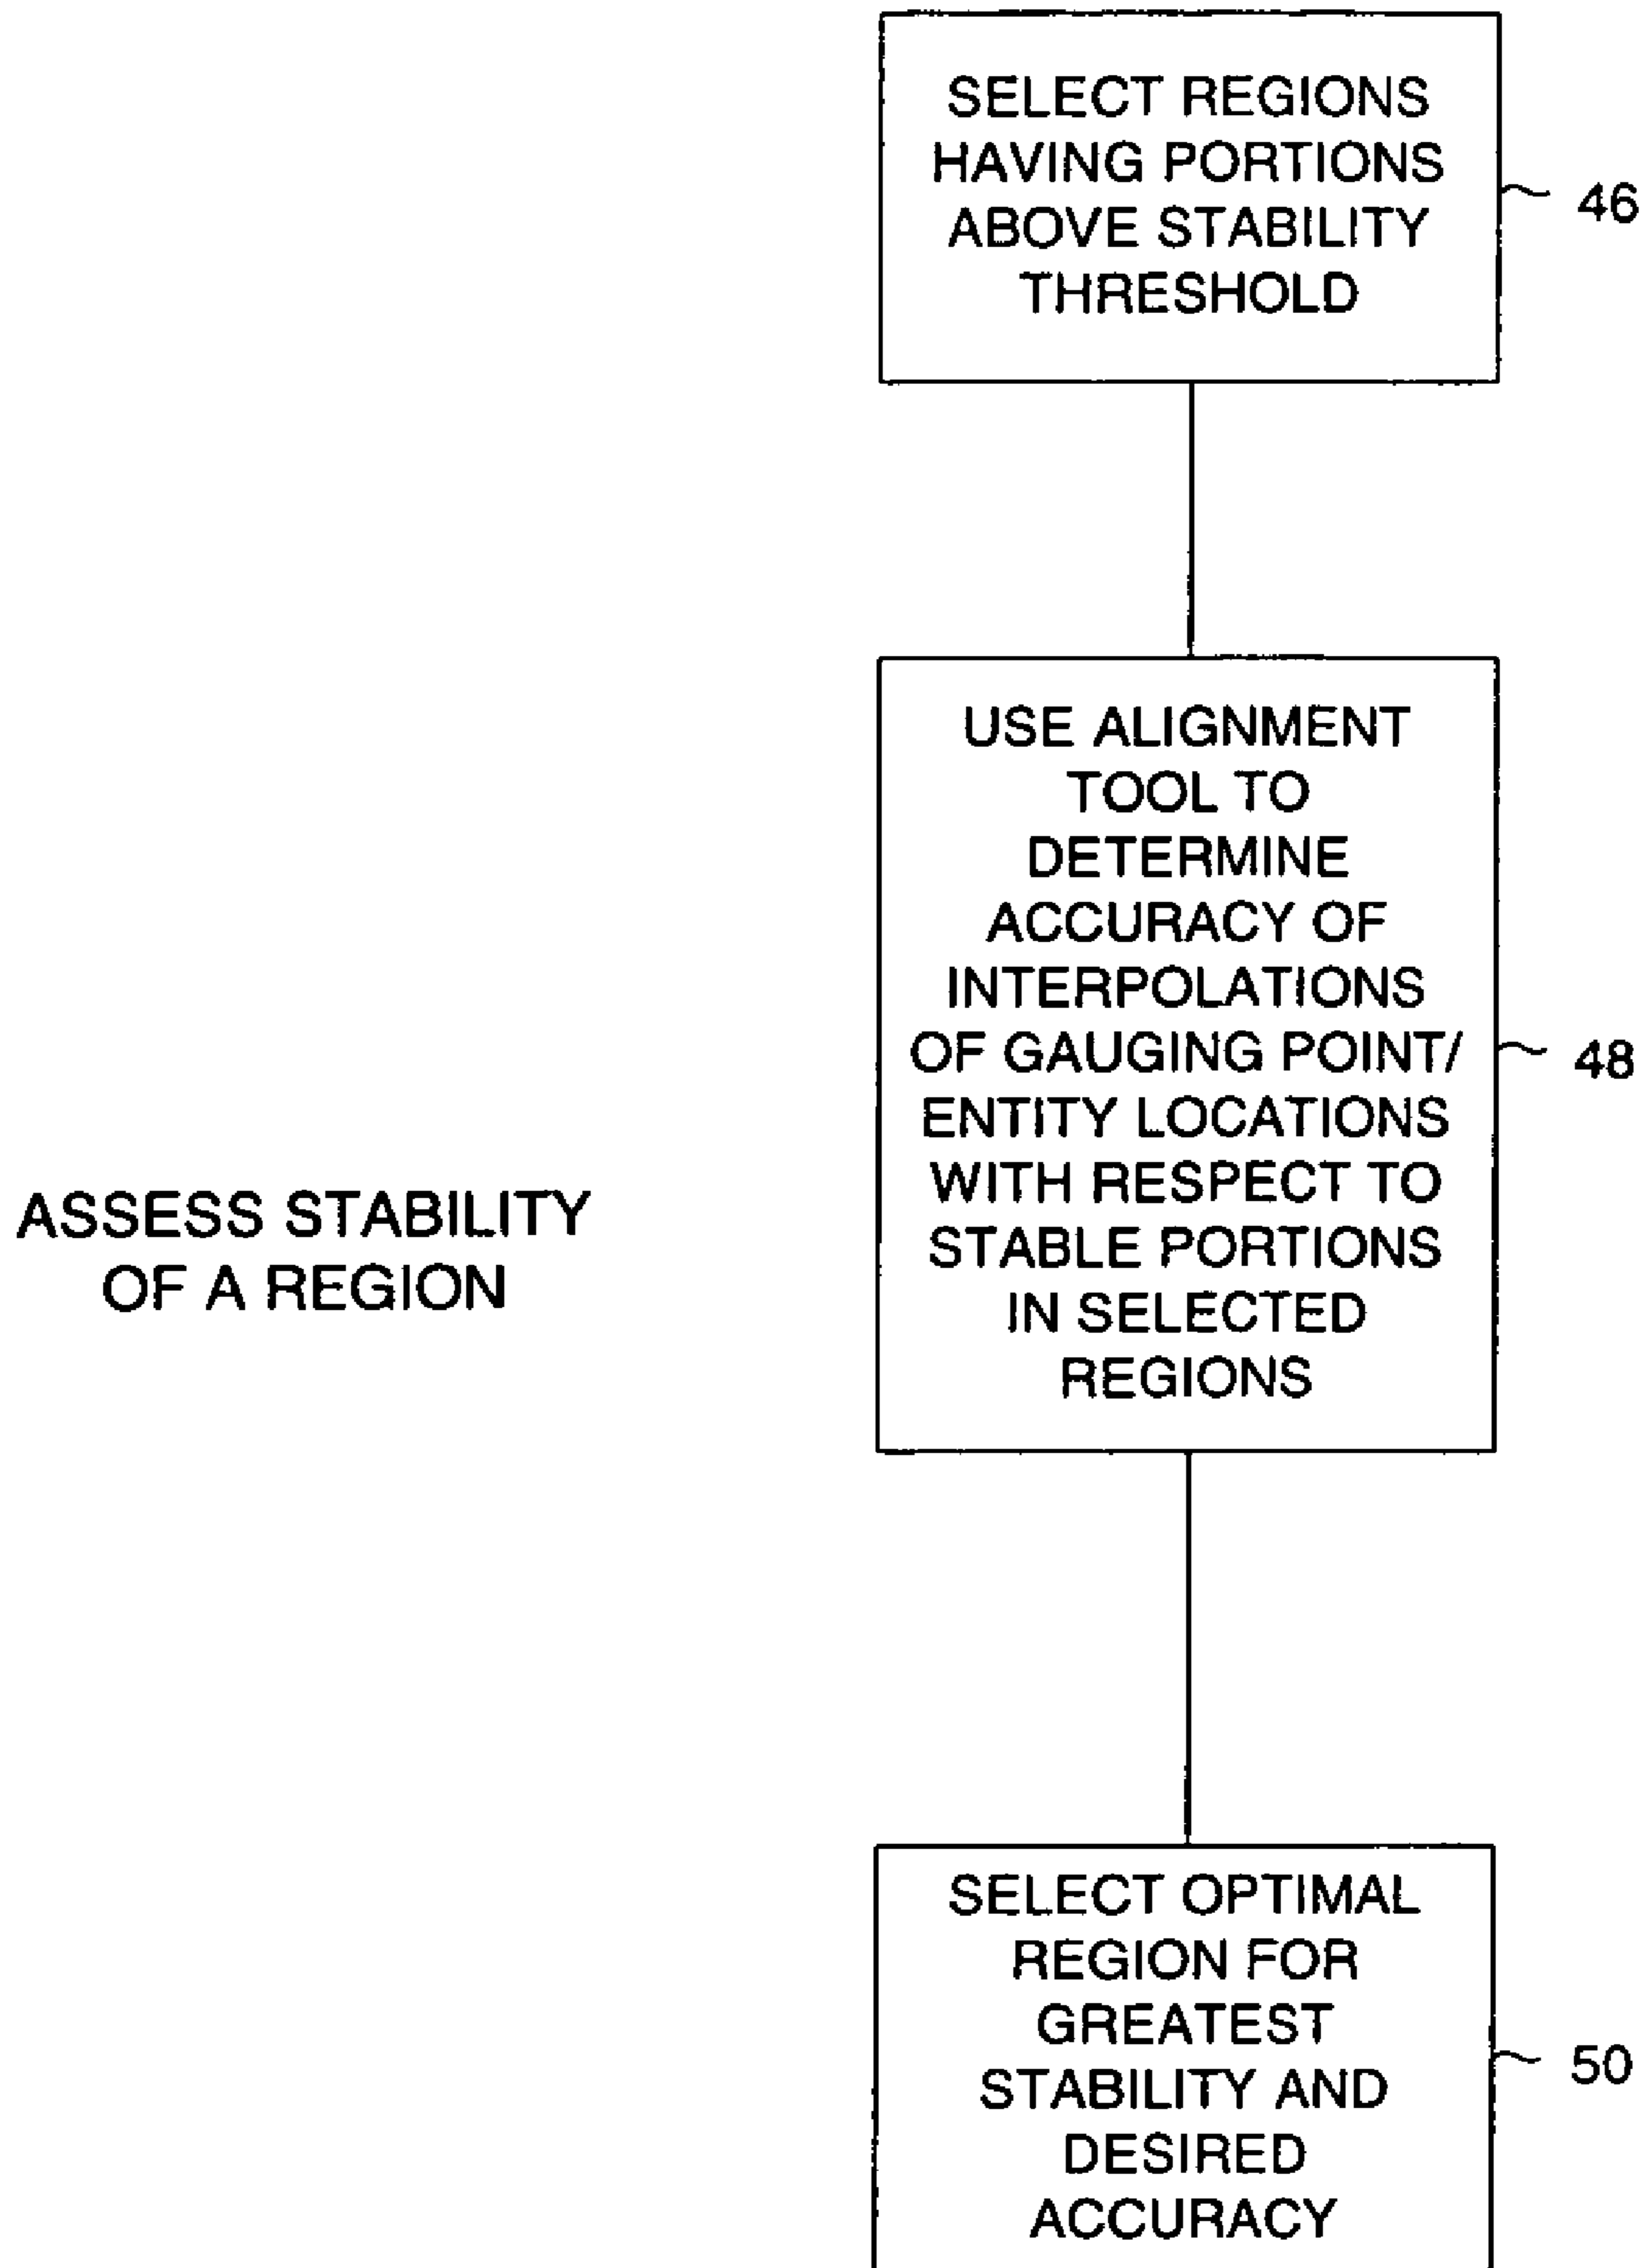 SELECT REGIONS
HAVING PORTIONS
ABOVE STABILITY
THRESHOLD
46
USE ALIGNMENT
TOOL TO
DETERMINE
ACCURACY OF
INTERPOLATIONS
OF GAUGING POINT/
ENTITY LOCATIONS
WITH RESPECT TO
STABLE PORTIONS
IN SELECTED
REGIONS
48
ASSESS STABILITY
OF A REGION
SELECT OPTIMAL
REGION FOR
GREATEST
STABILITY AND
DESIRED
ACCURACY
50